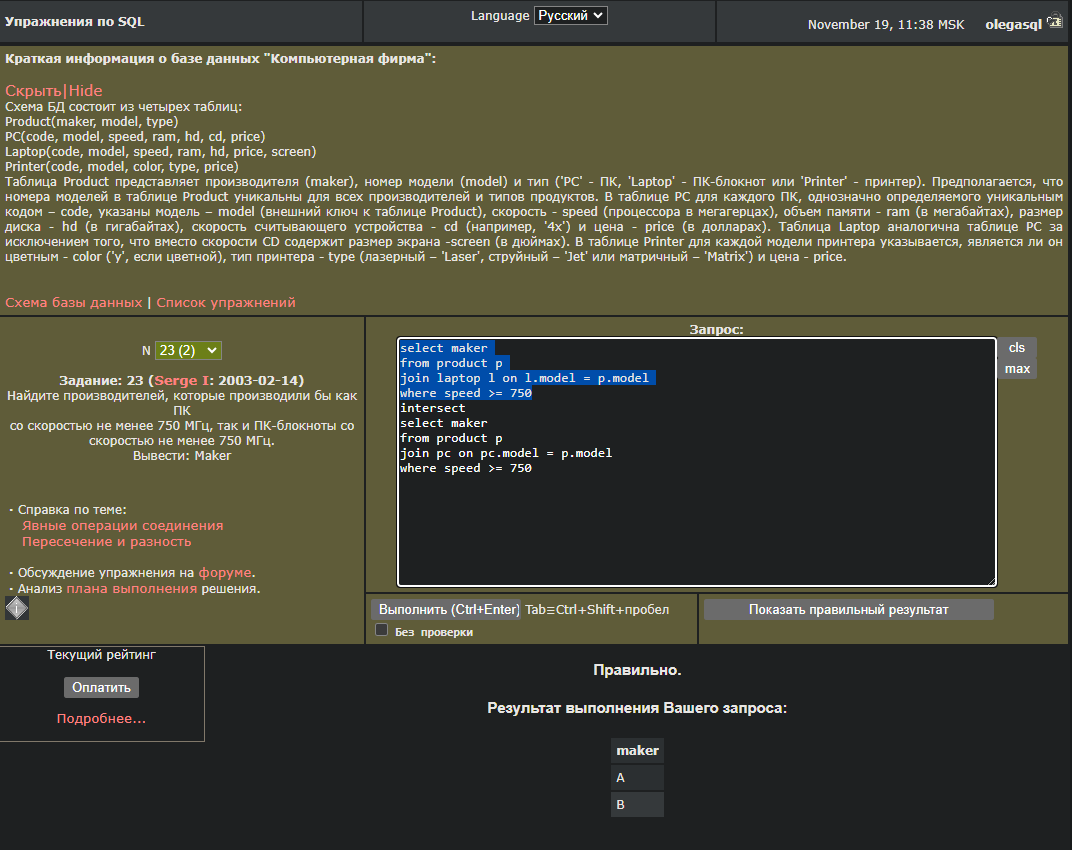 Упражнения по SQL
Language Русский
November 19, 11:38 MSK olegasql
Краткая информация о базе данных "Компьютерная фирма":
Скрыть|Hide
Схема БД состоит из четырех таблиц:
Product(maker, model, type)
PC(code, model, speed, ram, hd, cd, price)
Laptop(code, model, speed, ram, hd, price, screen)
Printer(code, model, color, type, price)
Таблица Product представляет производителя (maker), номер модели (model) и тип ('PC' - ПК, 'Laptop' - ПК-блокнот или 'Printer' - принтер). Предполагается, что
номера моделей в таблице Product уникальны для всех производителей и типов продуктов. В таблице PC для каждого ПК, однозначно определяемого уникальным
кодом – code, указаны модель – model (внешний ключ к таблице Product), скорость - speed (процессора в мегагерцах), объем памяти - ram (в мегабайтах), размер
диска - hd (в гигабайтах), скорость считывающего устройства - cd (например, '4x') и цена - price (в долларах). Таблица Laptop аналогична таблице РС за
исключением того, что вместо скорости CD содержит размер экрана -screen (в дюймах). В таблице Printer для каждой модели принтера указывается, является ли он
цветным - color ('y', если цветной), тип принтера - type (лазерный – 'Laser', струйный – 'Jet' или матричный – 'Matrix') и цена - price.
Схема базы данных | Список упражнений
N 23 (2)
Задание: 23 (Serge I: 2003-02-14)
Найдите производителей, которые производили бы как
ПК
со скоростью не менее 750 МГц, так и ПК-блокноты со
скоростью не менее 750 МГц.
Вывести: Maker
· Справка по теме:
Явные операции соединения
Пересечение и разность
· Обсуждение упражнения на форуме.
· Анализ плана выполнения решения.
Запрос:
select maker
from product p
join laptop l on l.model = p.model
where speed >= 750
intersect
select maker
from product p
join pc on pc.model = p.model
where speed >= 750
cls
max
Выполнить (Ctrl+Enter) Tab≡Ctrl+Shift+пробел
Без проверки
Показать правильный результат
Текущий рейтинг
Оплатить
Подробнее...
Правильно.
Результат выполнения Вашего запроса:
maker
A
B